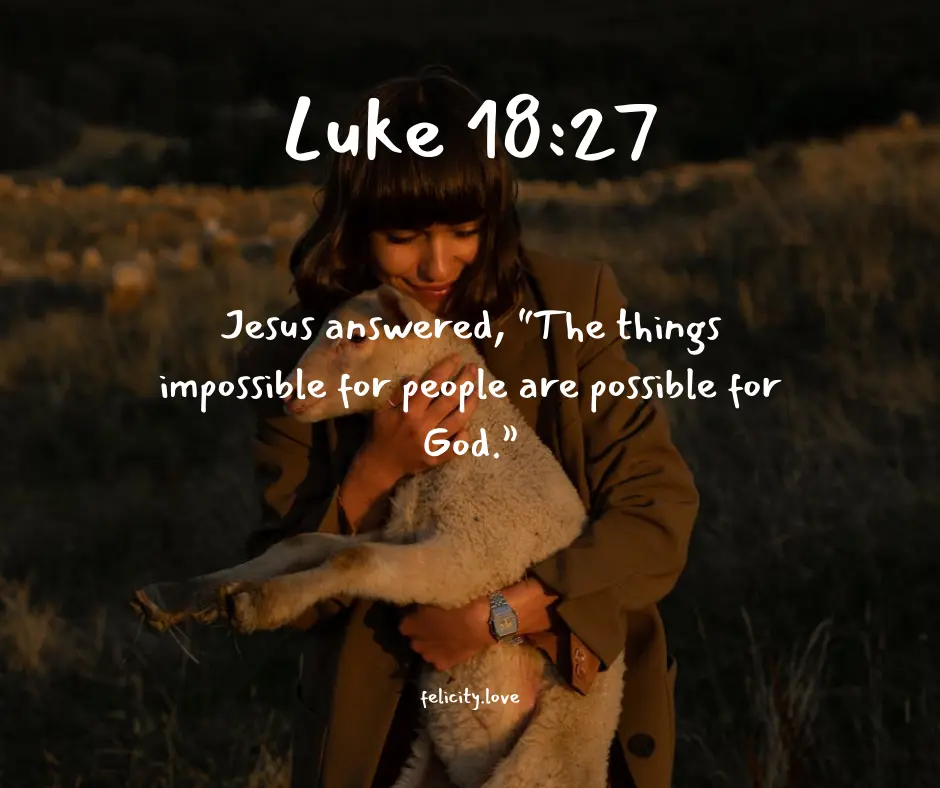 Luke 18:27
Jesus answered, "The things
impossible for people are possible for
God."
felicity.love